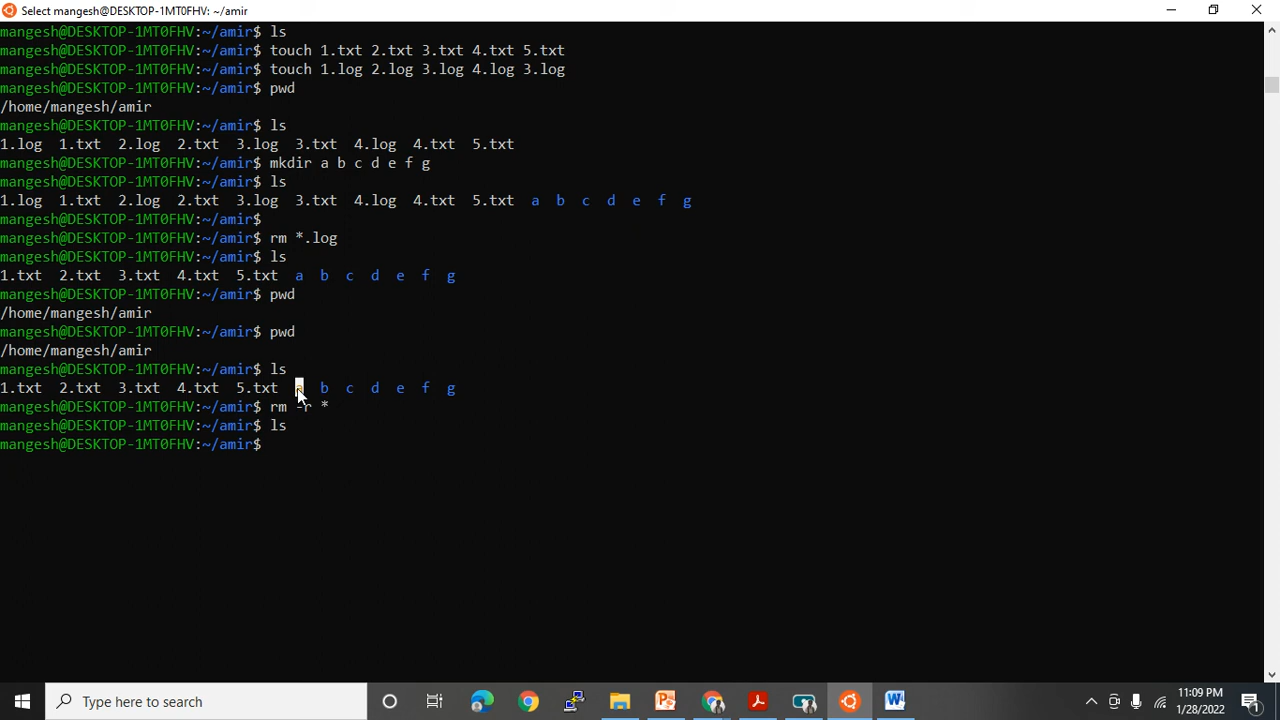 Select mangesh@DESKTOP-1MT0FHV: ~/amir
mangesh@DESKTOP-1MT0FHV:~/amir$ ls
mangesh@DESKTOP-1MT0FHV:~/amir$ touch 1.txt 2.txt 3.txt 4.txt 5.txt
mangesh@DESKTOP-1MT0FHV:~/amir$ touch 1.log 2.log 3.log 4.log 3.log
mangesh@DESKTOP-1MT0FHV:~/amir$ pwd
/home/mangesh/amir
mangesh@DESKTOP-1MT0FHV:~/amir$ ls
1.log  1.txt  2.log  2.txt  3.log  3.txt  4.log  4.txt  5.txt
mangesh@DESKTOP-1MT0FHV:~/amir$ mkdir a b c d e f g
mangesh@DESKTOP-1MT0FHV:~/amir$ ls
1.log  1.txt  2.log  2.txt  3.log  3.txt  4.log  4.txt  5.txt  a  b  c  d  e  f  g
mangesh@DESKTOP-1MT0FHV:~/amir$
mangesh@DESKTOP-1MT0FHV:~/amir$ rm *.log
mangesh@DESKTOP-1MT0FHV:~/amir$ ls
1.txt  2.txt  3.txt  4.txt  5.txt  a  b  c  d  e  f  g
mangesh@DESKTOP-1MT0FHV:~/amir$ pwd
/home/mangesh/amir
mangesh@DESKTOP-1MT0FHV:~/amir$ pwd
/home/mangesh/amir
mangesh@DESKTOP-1MT0FHV:~/amir$ ls
1.txt  2.txt  3.txt  4.txt  5.txt  a  b  c  d  e  f  g
mangesh@DESKTOP-1MT0FHV:~/amir$ rm -r *
mangesh@DESKTOP-1MT0FHV:~/amir$ ls
mangesh@DESKTOP-1MT0FHV:~/amir$
Type here to search
11:09 PM
1/28/2022